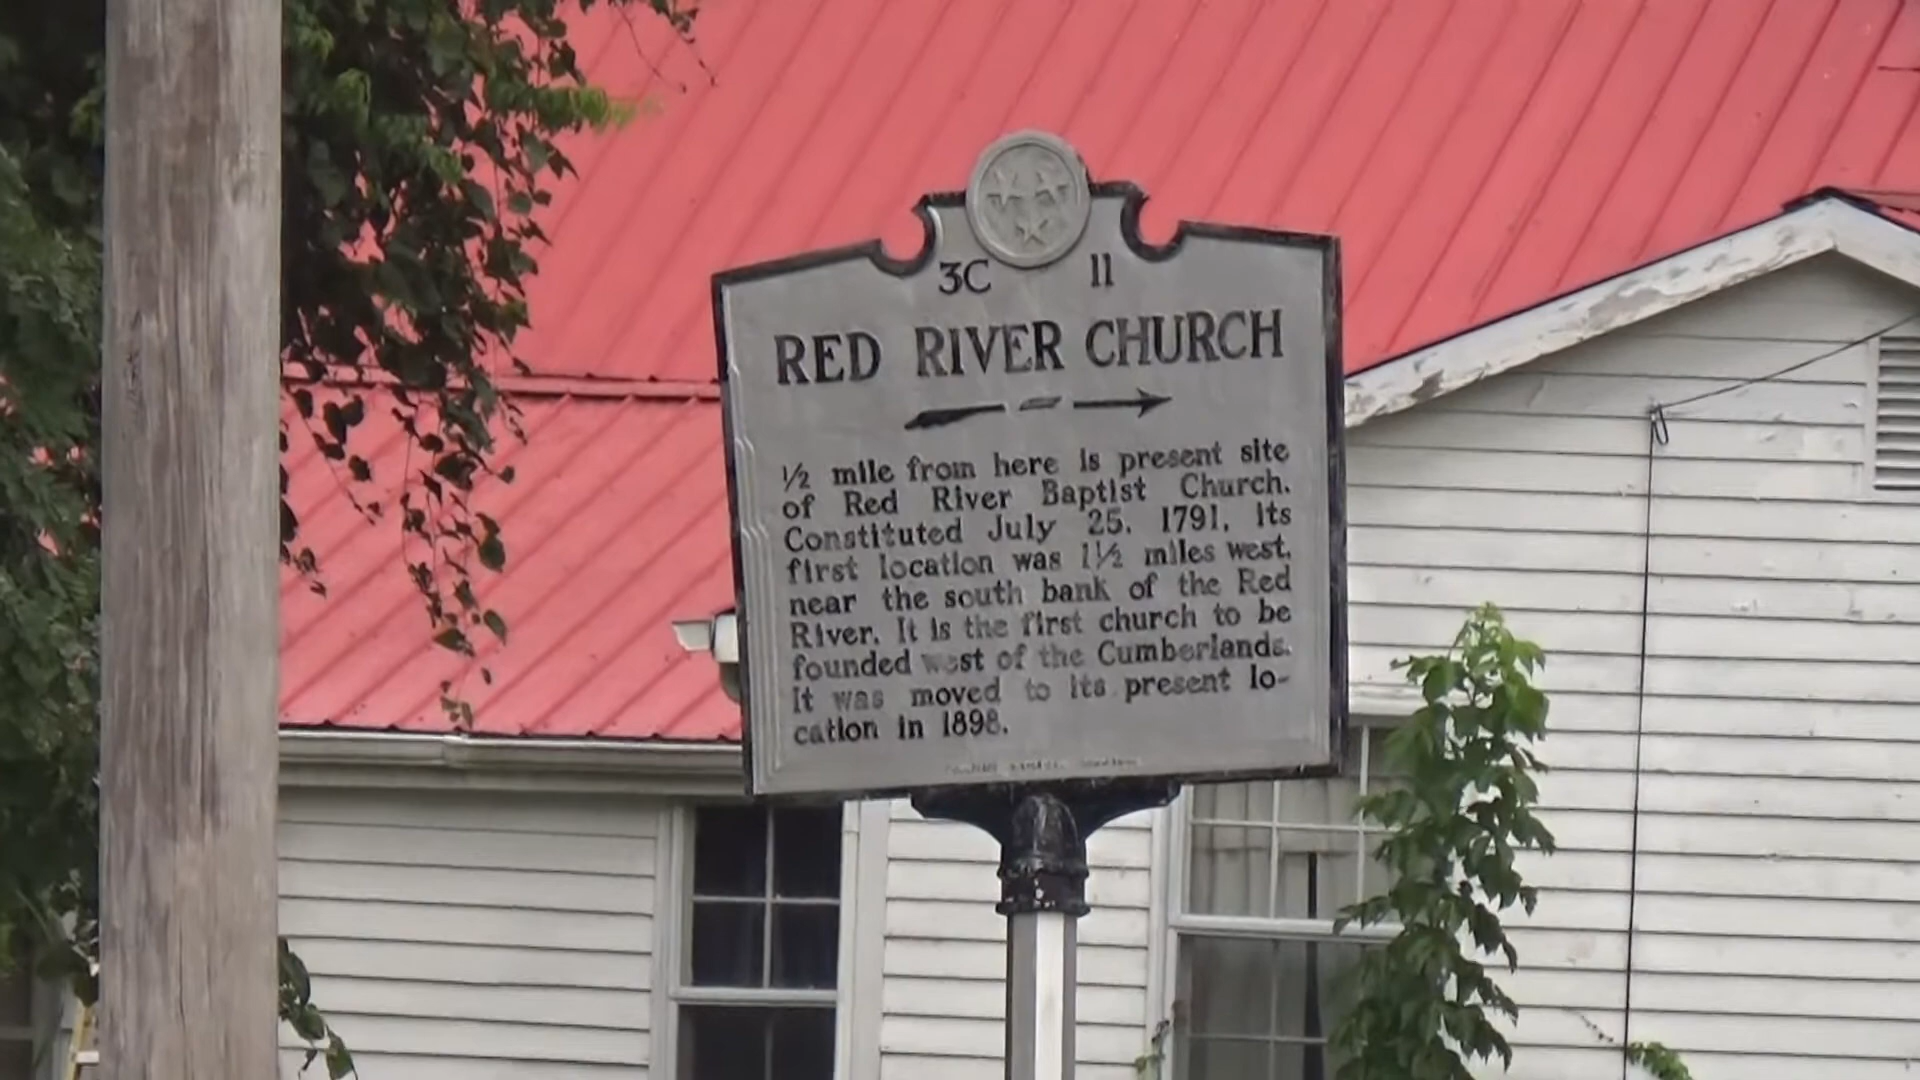 3C 11
RED RIVER CHURCH
1/2 mile from here is present site
of Red River Baptist Church.
Constituted July 25, 1791, its
first location was 1 1/2 miles west,
near the south bank of the Red
River. It is the first church to be
founded west of the Cumberlands.
It was moved to its present lo-
cation in 1898.